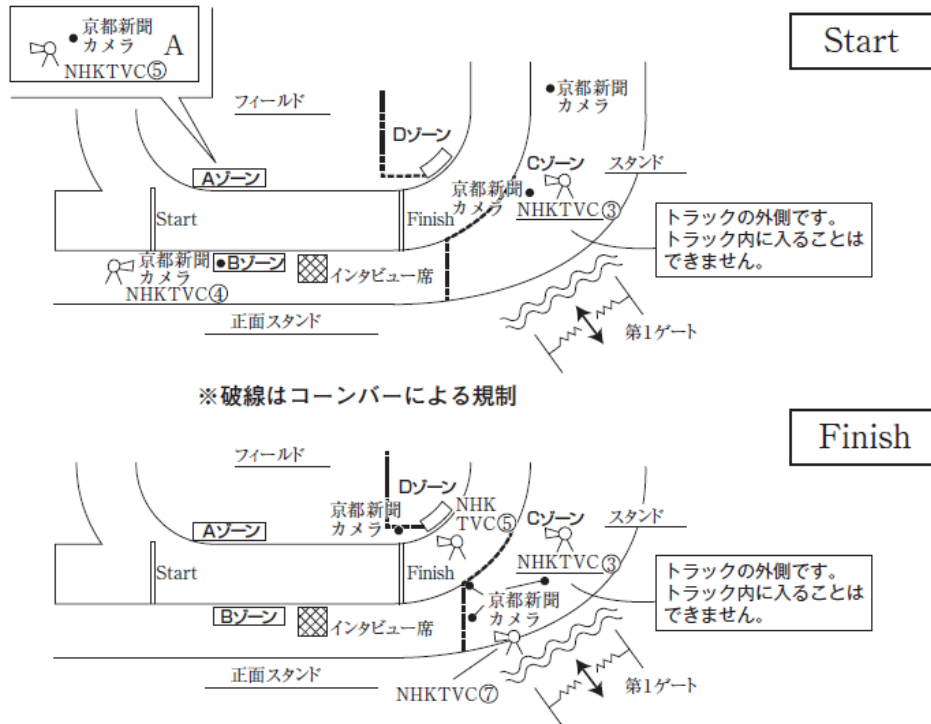 京都新聞
カメラ
A
NHKTVC⑤
Start
フィールド
Dゾーン
京都新聞
カメラ
Aゾーン
Cゾーン
スタンド
京都新聞
カメラ
NHKTVC③
Start
Finish
トラックの外側です。
トラック内に入ることは
できません。
京都新聞
カメラ
NHKTVC④
Bゾーン
インタビュー席
正面スタンド
第1ゲート
※破線はコーンバーによる規制
Finish
フィールド
Dゾーン
京都新聞
カメラ
NHK
TVC⑤
Aゾーン
Cゾーン
スタンド
NHKTVC③
Start
Finish
トラックの外側です。
トラック内に入ることは
できません。
京都新聞
カメラ
Bゾーン
インタビュー席
正面スタンド
NHKTVC⑦
第1ゲート